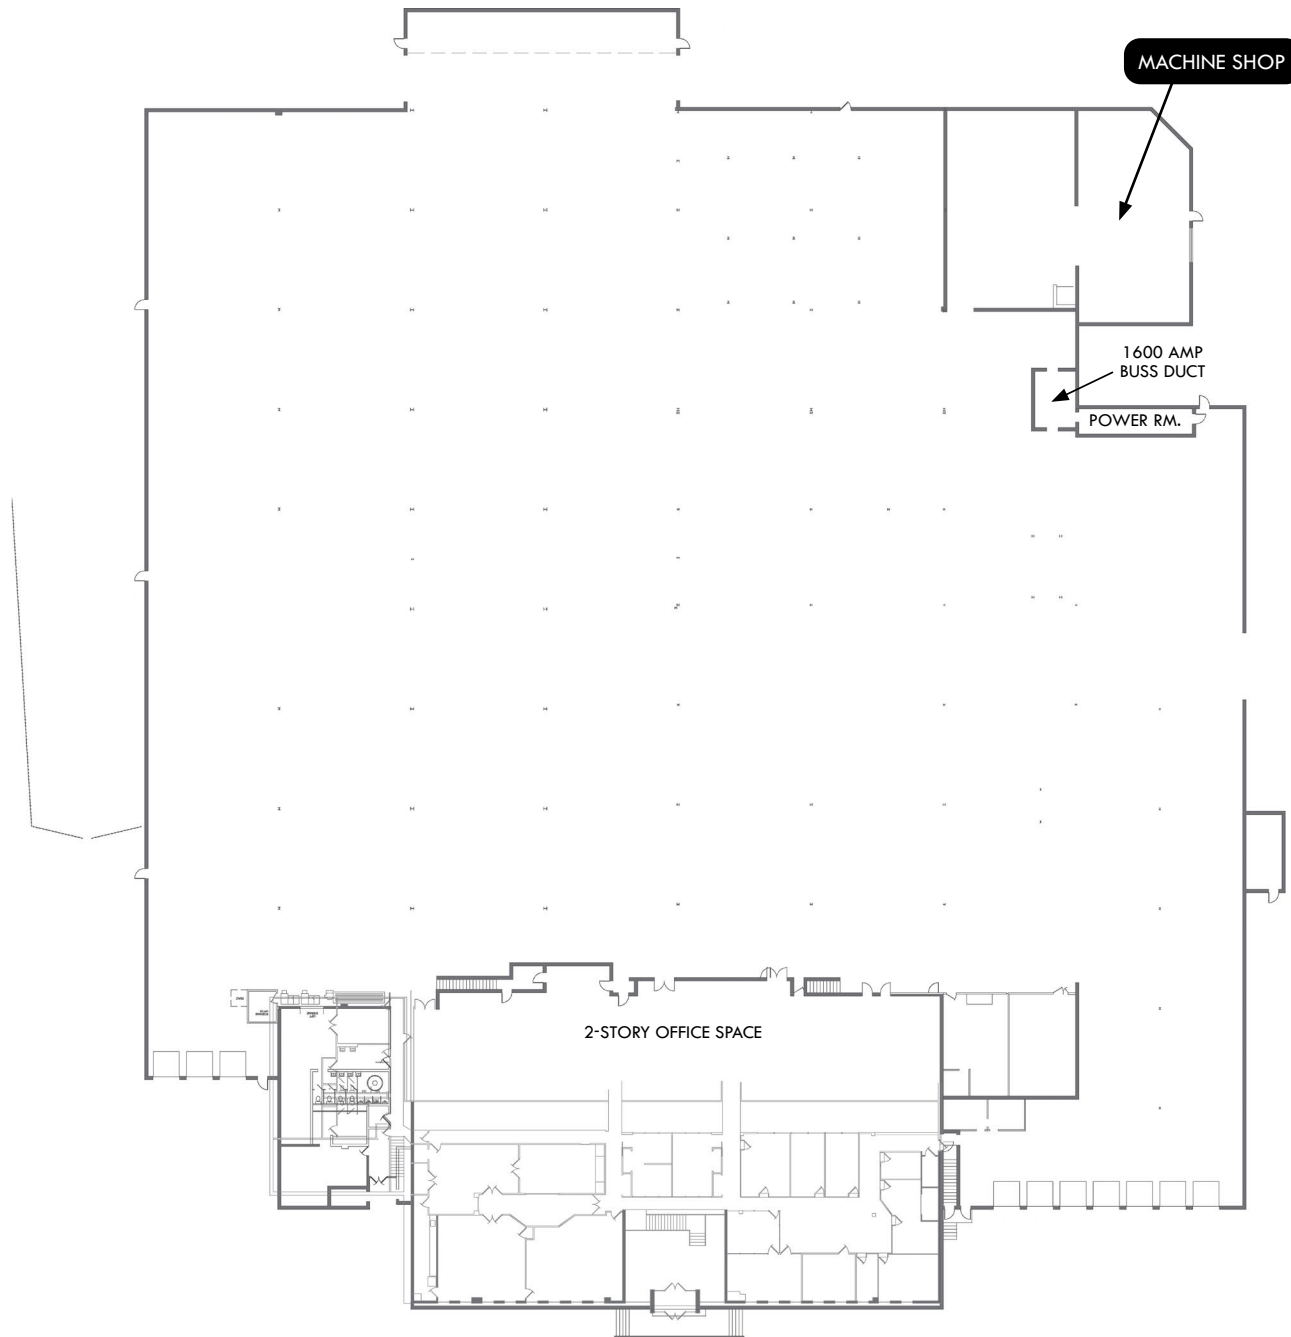 MACHINE SHOP
1600 AMP
BUSS DUCT
POWER RM.
2-STORY OFFICE SPACE